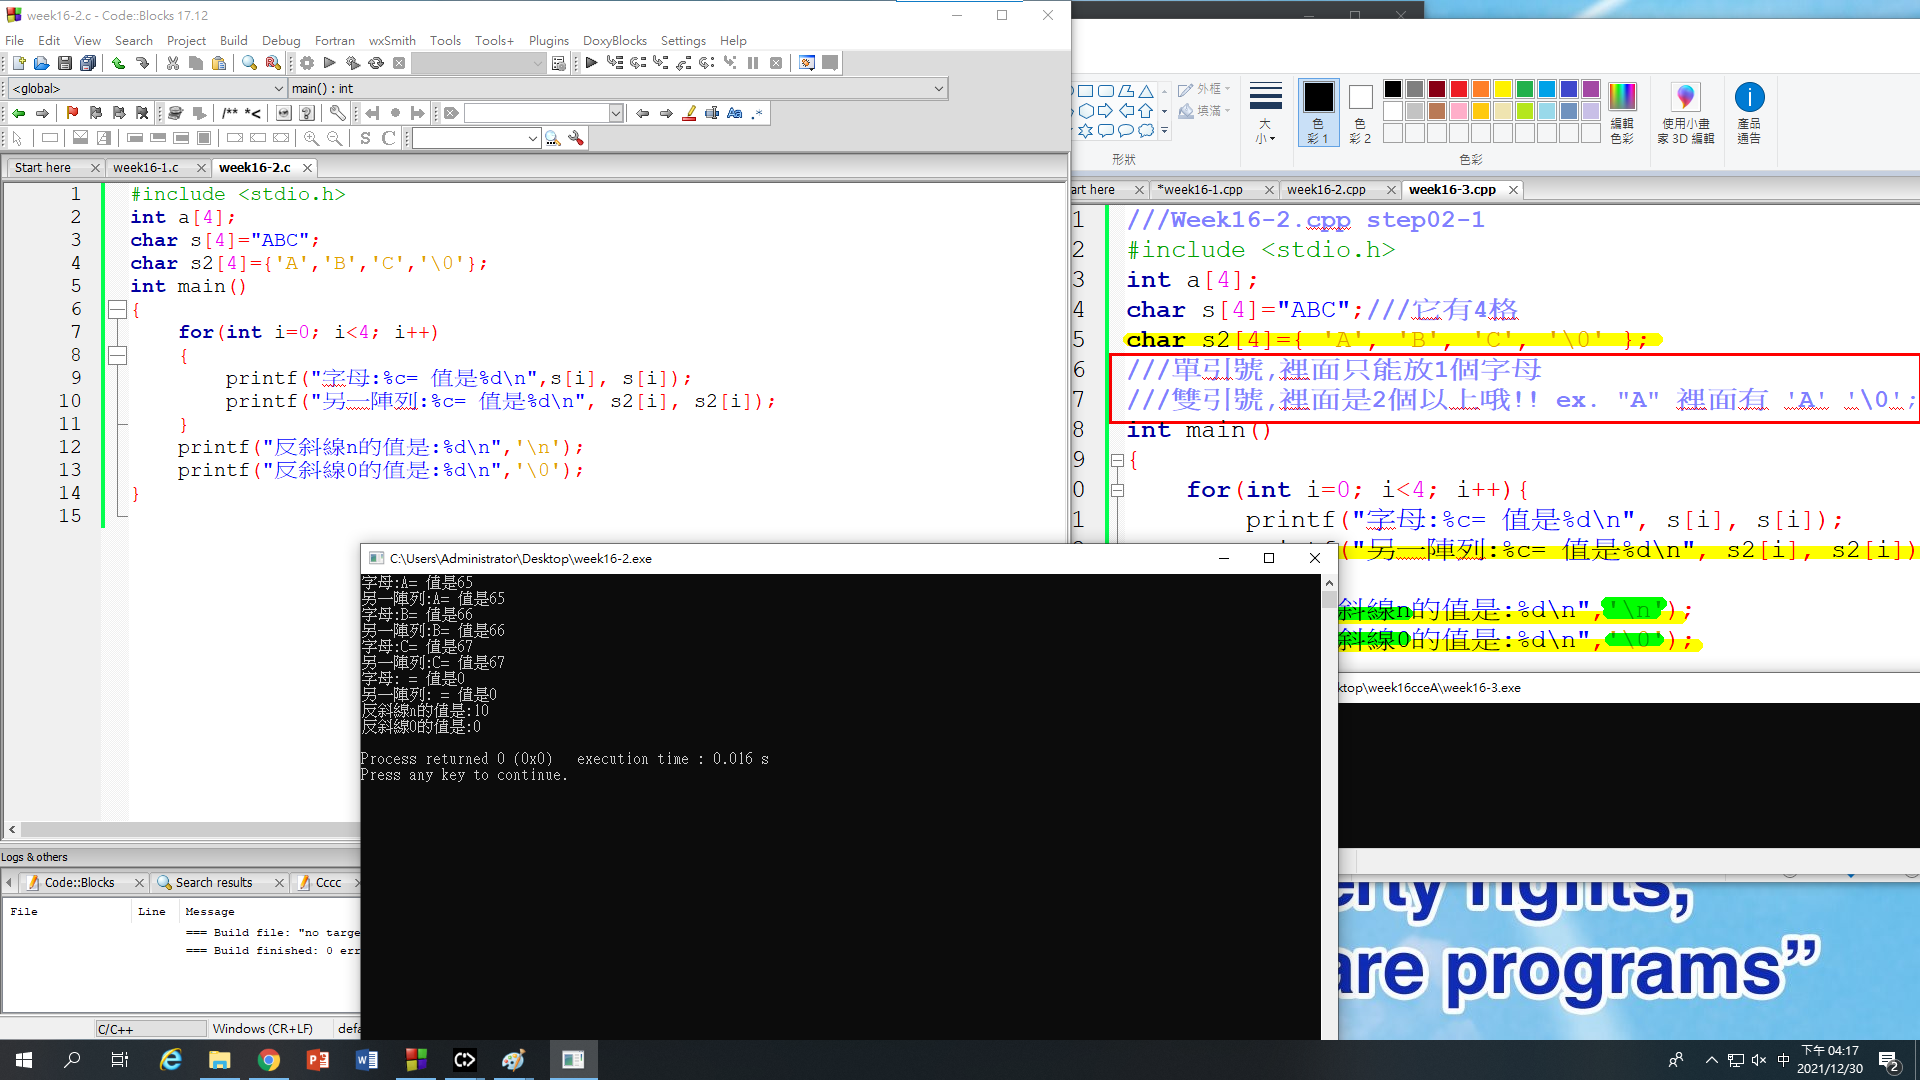 week16-2.c - Code::Blocks 17.12
File Edit View Search Project Build Debug Fortran wxSmith Tools Tools+ Plugins DoxyBlocks Settings Help
<global>
main() : int
Start here
week16-1.c
week16-2.c
1 #include <stdio.h>
2 int a[4];
3 char s[4]="ABC";
4 char s2[4]={'A','B','C','\0'};
5 int main()
6 {
7 for(int i=0; i<4; i++)
8 {
9 printf("字母:%c= 值是%d\n",s[i], s[i]);
10 printf("另一陣列:%c= 值是%d\n", s2[i], s2[i]);
11 }
12 printf("反斜線n的值是:%d\n",'\n');
13 printf("反斜線0的值是:%d\n",'\0');
14 }
15
Logs & others
Code::Blocks
Search results
Cccc
File Line Message
=== Build file: "no targe
=== Build finished: 0 err
C/C++
Windows (CR+LF)
defa
C:\Users\Administrator\Desktop\week16-2.exe
字母:A= 值是65
另一陣列:A= 值是65
字母:B= 值是66
另一陣列:B= 值是66
字母:C= 值是67
另一陣列:C= 值是67
字母: = 值是0
另一陣列: = 值是0
反斜線n的值是:10
反斜線0的值是:0
Process returned 0 (0x0)   execution time : 0.016 s
Press any key to continue.
外框
填滿
形狀
大小
色彩 1
色彩 2
編輯色彩
使用小畫家 3D 編輯
產品通告
色彩
art here
*week16-1.cpp
week16-2.cpp
week16-3.cpp
1 ///Week16-2.cpp step02-1
2 #include <stdio.h>
3 int a[4];
4 char s[4]="ABC";///它有4格
5 char s2[4]={ 'A', 'B', 'C', '\0' };
6 ///單引號,裡面只能放1個字母
7 ///雙引號,裡面是2個以上哦!! ex. "A" 裡面有 'A' '\0';
8 int main()
9 {
0 for(int i=0; i<4; i++){
1 printf("字母:%c= 值是%d\n", s[i], s[i]);
("另一陣列:%c= 值是%d\n", s2[i], s2[i])
斜線n的值是:%d\n",'\n');
斜線0的值是:%d\n",'\0');
ktop\week16cceA\week16-3.exe
erty rights,
are programs”
中
下午 04:17
2021/12/30
2